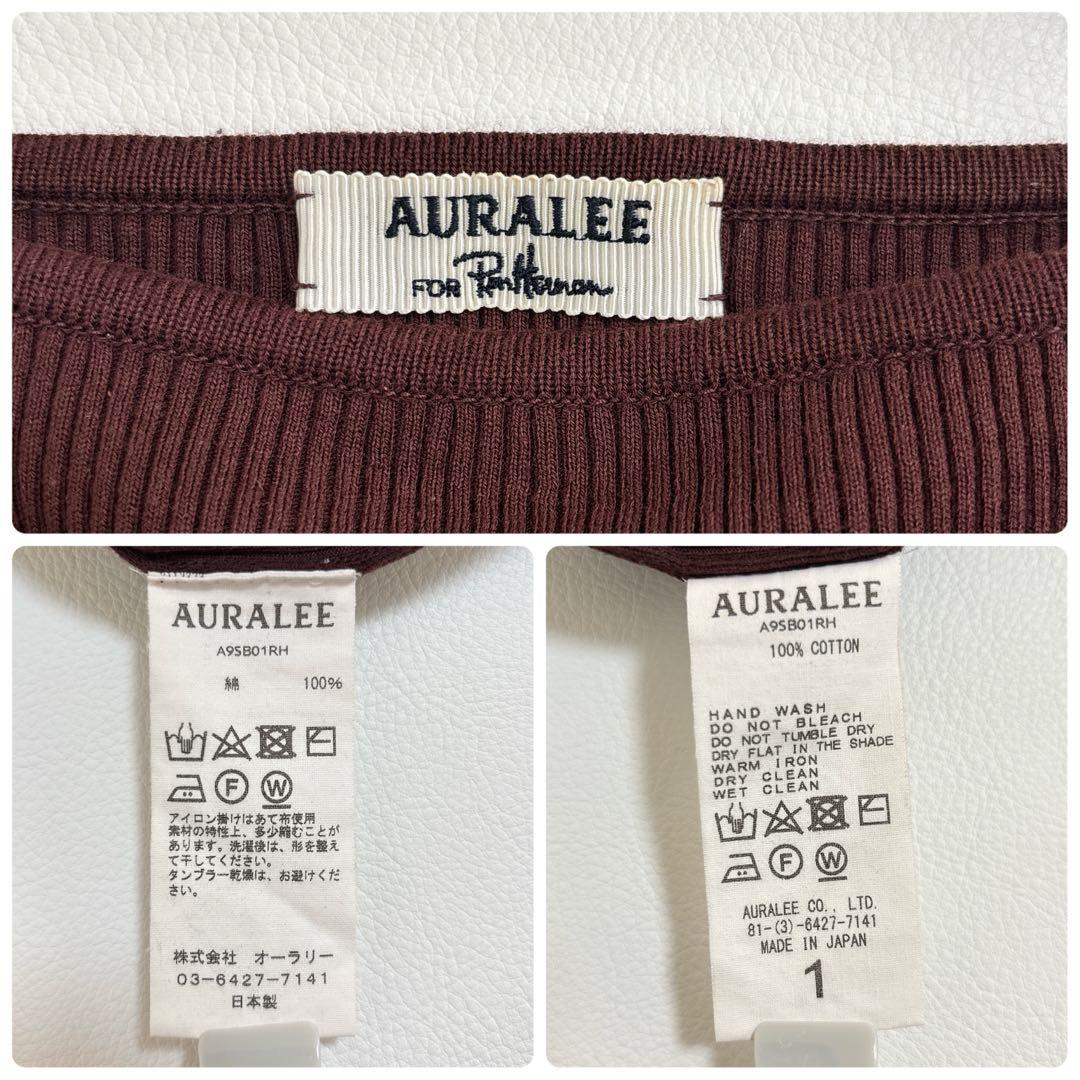 AURALEE
FOR Ron Herman
AURALEE
A9SB01RH
綿 100%
F W
アイロン掛けはあて布使用
素材の特性上、多少縮むことが
あります。洗濯後は、形を整え
て干してください。
タンブラー乾燥は、お避けくだ
さい。
株式会社 オーラリー
03-6427-7141
日本製
AURALEE
A9SB01RH
100% COTTON
HAND WASH
DO NOT BLEACH
DO NOT TUMBLE DRY
DRY FLAT IN THE SHADE
WARM IRON
DRY CLEAN
WET CLEAN
F W
AURALEE CO., LTD.
81-(3)-6427-7141
MADE IN JAPAN
1